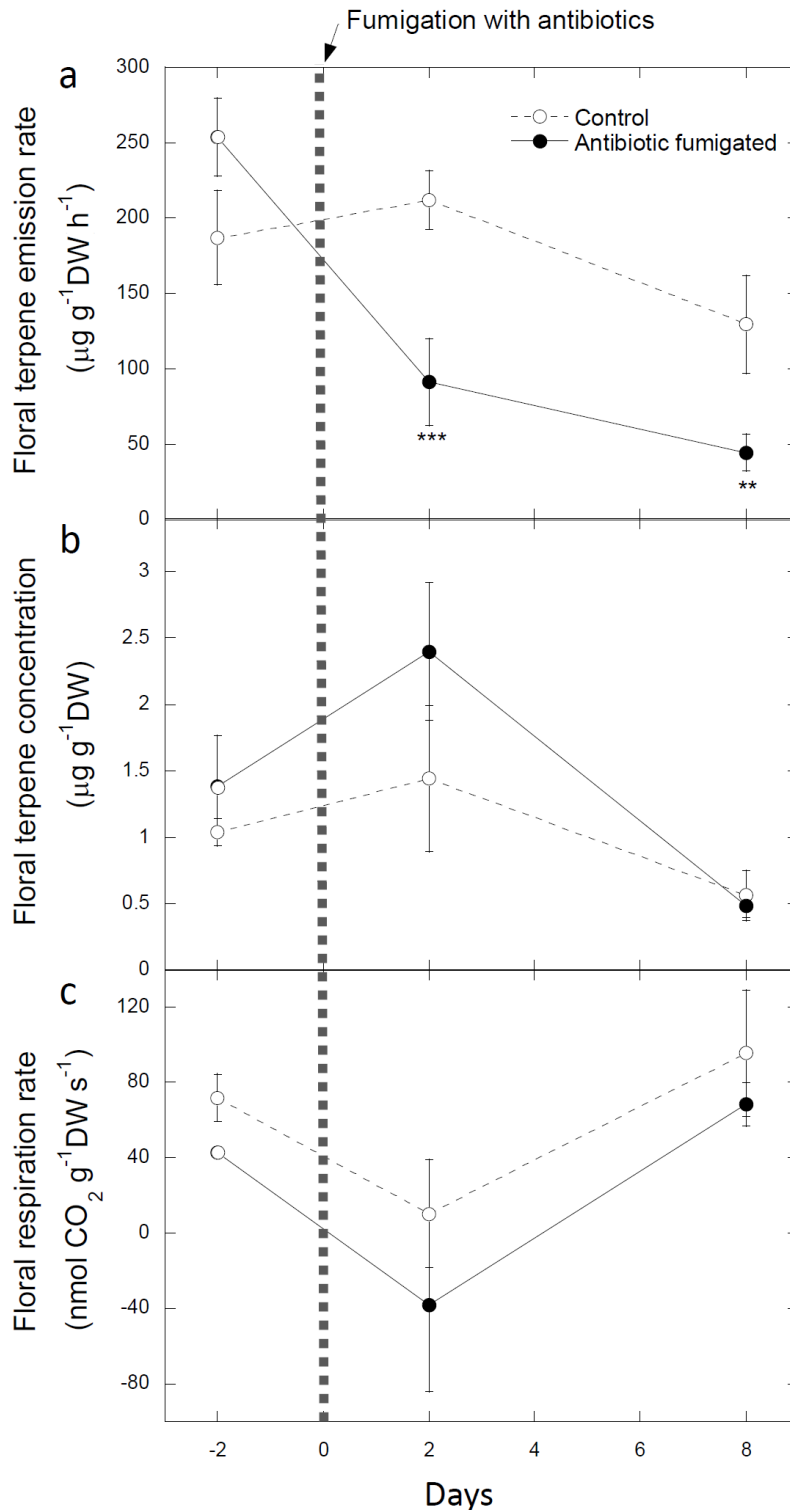 Fumigation with antibiotics
a
300
250
200
150
100
50
0
Floral terpene emission rate
(μg g⁻¹DW h⁻¹)
Control
Antibiotic fumigated
***
**
b
3
2.5
2
1.5
1
0.5
0
Floral terpene concentration
(μg g⁻¹DW)
c
120
80
40
0
-40
-80
Floral respiration rate
(nmol CO₂ g⁻¹DW s⁻¹)
-2 0 2 4 6 8
Days